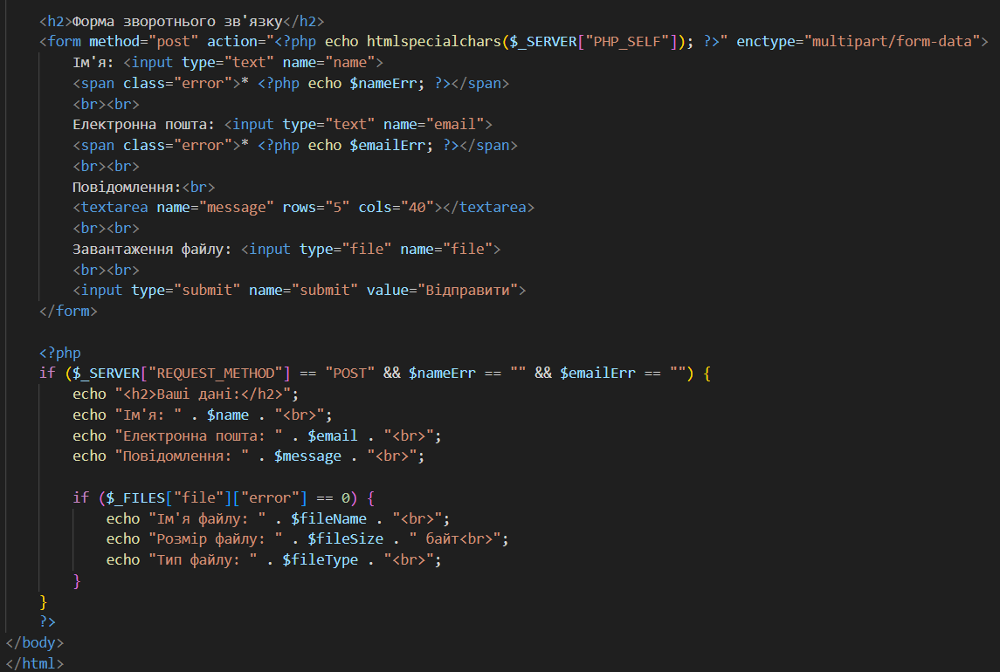 <h2>Форма зворотнього зв'язку</h2>
<form method="post" action="<?php echo htmlspecialchars($_SERVER["PHP_SELF"]); ?>" enctype="multipart/form-data">
Ім'я: <input type="text" name="name">
<span class="error">* <?php echo $nameErr; ?></span>
<br><br>
Електронна пошта: <input type="text" name="email">
<span class="error">* <?php echo $emailErr; ?></span>
<br><br>
Повідомлення:<br>
<textarea name="message" rows="5" cols="40"></textarea>
<br><br>
Завантаження файлу: <input type="file" name="file">
<br><br>
<input type="submit" name="submit" value="Відправити">
</form>
<?php
if ($_SERVER["REQUEST_METHOD"] == "POST" && $nameErr == "" && $emailErr == "") {
echo "<h2>Ваші дані:</h2>";
echo "Ім'я: " . $name . "<br>";
echo "Електронна пошта: " . $email . "<br>";
echo "Повідомлення: " . $message . "<br>";
if ($_FILES["file"]["error"] == 0) {
echo "Ім'я файлу: " . $fileName . "<br>";
echo "Розмір файлу: " . $fileSize . " байт<br>";
echo "Тип файлу: " . $fileType . "<br>";
}
}
?>
</body>
</html>